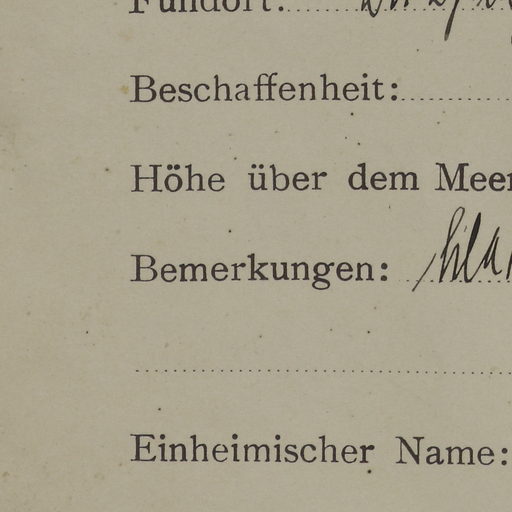 Fundort:
Beschaffenheit:
Höhe über dem Meer
Bemerkungen:
Einheimischer Name: